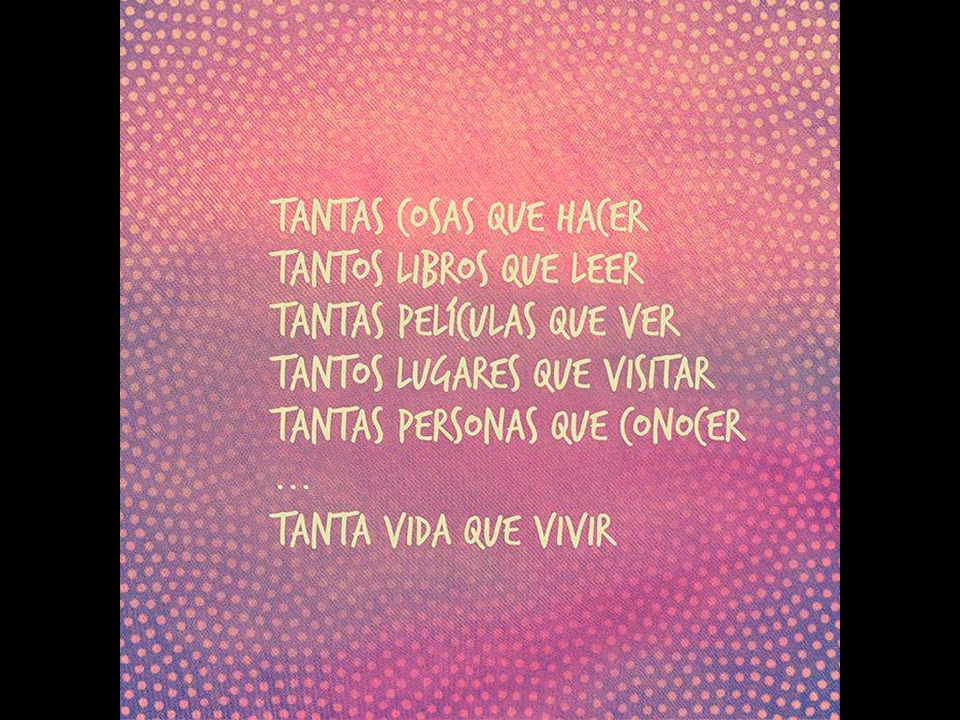 TANTAS COSAS QUE HACER
TANTOS LIBROS QUE LEER
TANTAS PELÍCULAS QUE VER
TANTOS LUGARES QUE VISITAR
TANTAS PERSONAS QUE CONOCER
...
TANTA VIDA QUE VIVIR